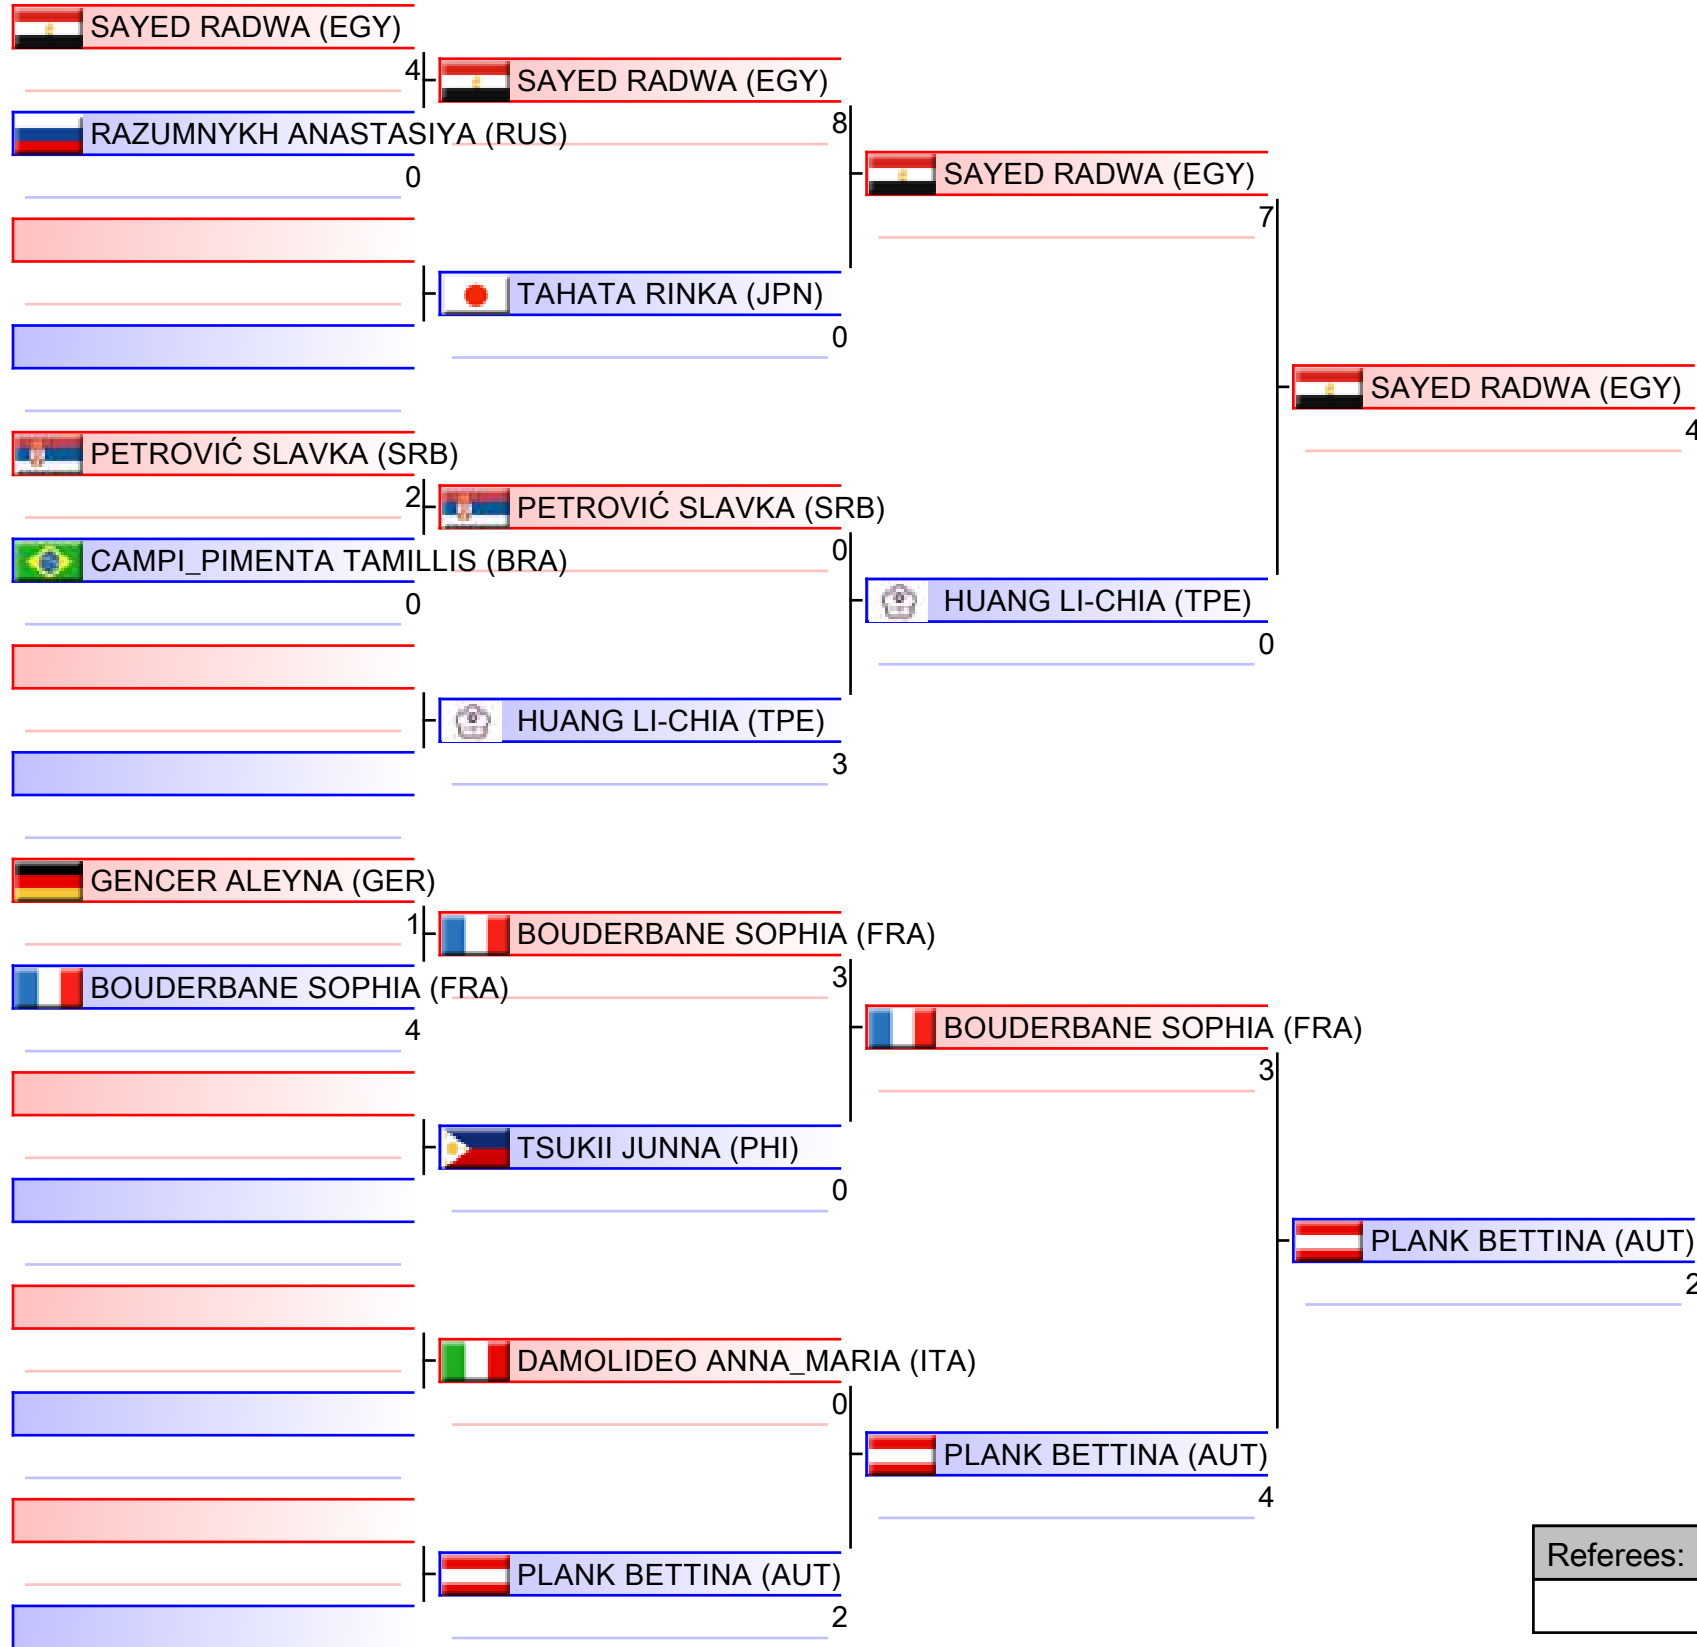 SAYED RADWA (EGY)
4
SAYED RADWA (EGY)
8
RAZUMNYKH ANASTASIYA (RUS)
0
SAYED RADWA (EGY)
7
TAHATA RINKA (JPN)
0
SAYED RADWA (EGY)
4
PETROVIĆ SLAVKA (SRB)
2
PETROVIĆ SLAVKA (SRB)
0
CAMPI_PIMENTA TAMILLIS (BRA)
0
HUANG LI-CHIA (TPE)
0
HUANG LI-CHIA (TPE)
3
GENCER ALEYNA (GER)
1
BOUDERBANE SOPHIA (FRA)
3
BOUDERBANE SOPHIA (FRA)
4
BOUDERBANE SOPHIA (FRA)
3
TSUKII JUNNA (PHI)
0
PLANK BETTINA (AUT)
2
DAMOLIDEO ANNA_MARIA (ITA)
0
PLANK BETTINA (AUT)
4
Referees:
PLANK BETTINA (AUT)
2